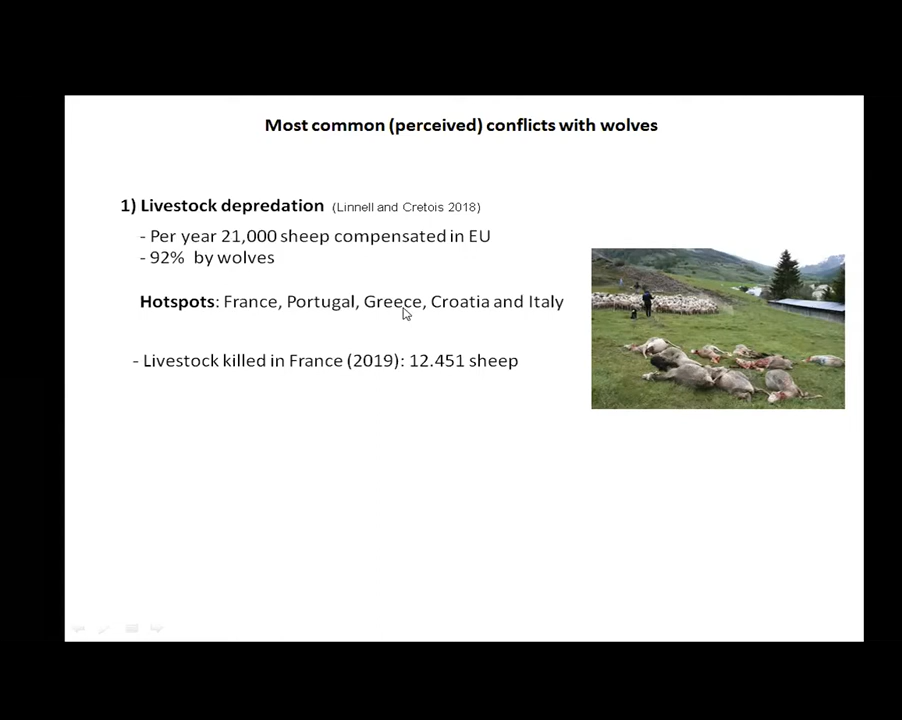 Most common (perceived) conflicts with wolves
1) Livestock depredation (Linnell and Cretois 2018)
- Per year 21,000 sheep compensated in EU
- 92% by wolves
Hotspots: France, Portugal, Greece, Croatia and Italy
- Livestock killed in France (2019): 12.451 sheep